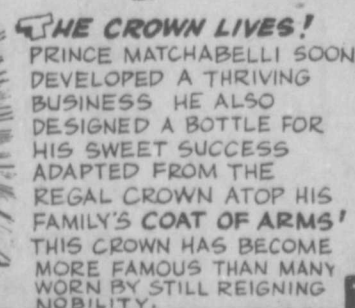 THE CROWN LIVES!
PRINCE MATCHABELLI SOON
DEVELOPED A THRIVING
BUSINESS HE ALSO
DESIGNED A BOTTLE FOR
HIS SWEET SUCCESS
ADAPTED FROM THE
REGAL CROWN ATOP HIS
FAMILY'S COAT OF ARMS!
THIS CROWN HAS BECOME
MORE FAMOUS THAN MANY
WORN BY STILL REIGNING
NOBILITY.